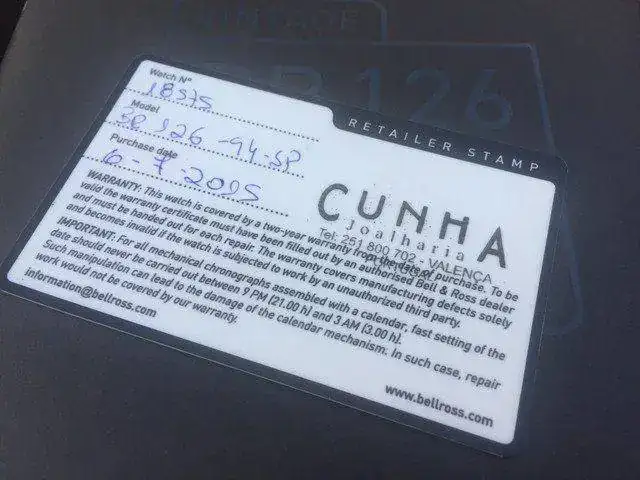 VINTAGE
BR 126
RETAILER STAMP
Watch N°
18575
Model
BR 126-94-SP
Purchase date
6-7-2015
CUNHA
Joalharia
Tel: 251 800 702 - VALENÇA
WARRANTY: This watch is covered by a two-year warranty from the date of purchase. To be
valid the warranty certificate must have been filled out by an authorised Bell & Ross dealer
and must be handed out for each repair. The warranty covers manufacturing defects solely
and becomes invalid if the watch is subjected to work by an unauthorized third party.
IMPORTANT: For all mechanical chronographs assembled with a calendar, fast setting of the
date should never be carried out between 9 PM (21.00 h) and 3 AM (3.00 h).
Such manipulation can lead to the damage of the calendar mechanism. In such case, repair
work would not be covered by our warranty.
information@bellross.com
www.bellross.com